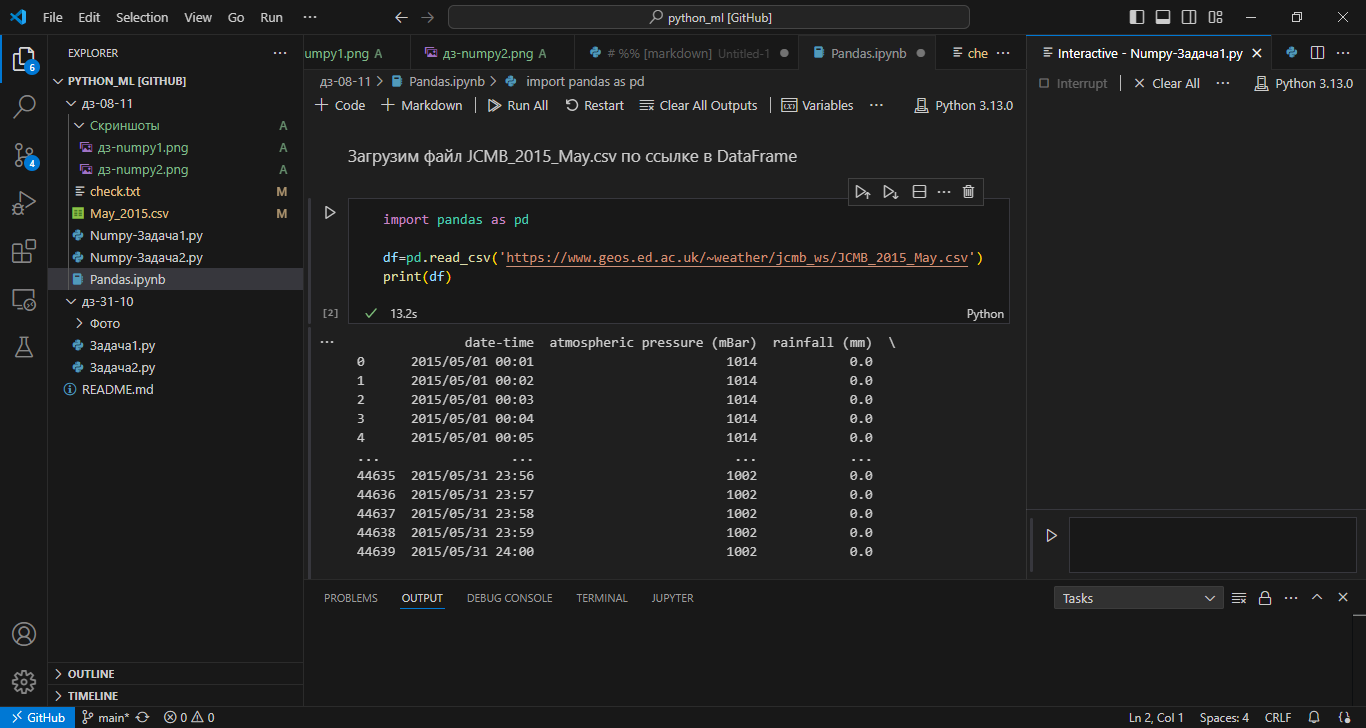 File Edit Selection View Go Run ··· python_ml [GitHub]
EXPLORER ···
PYTHON_ML [GITHUB]
дз-08-11
Скриншоты A
дз-numpy1.png A
дз-numpy2.png A
check.txt M
May_2015.csv M
Numpy-Задача1.py
Numpy-Задача2.py
Pandas.ipynb
дз-31-10
Фото
Задача1.py
Задача2.py
README.md
OUTLINE
TIMELINE
6
4
umpy1.png A дз-numpy2.png A # %% [markdown] Untitled-1 Pandas.ipynb che ···
дз-08-11 > Pandas.ipynb > import pandas as pd
+ Code + Markdown Run All Restart Clear All Outputs Variables ··· Python 3.13.0
Загрузим файл JCMB_2015_May.csv по ссылке в DataFrame
import pandas as pd
df=pd.read_csv('https://www.geos.ed.ac.uk/~weather/jcmb_ws/JCMB_2015_May.csv')
print(df)
[2] 13.2s Python
··· date-time atmospheric pressure (mBar) rainfall (mm) \
0 2015/05/01 00:01 1014 0.0
1 2015/05/01 00:02 1014 0.0
2 2015/05/01 00:03 1014 0.0
3 2015/05/01 00:04 1014 0.0
4 2015/05/01 00:05 1014 0.0
... ... ... ...
44635 2015/05/31 23:56 1002 0.0
44636 2015/05/31 23:57 1002 0.0
44637 2015/05/31 23:58 1002 0.0
44638 2015/05/31 23:59 1002 0.0
44639 2015/05/31 24:00 1002 0.0
Interactive - Numpy-Задача1.py ···
Interrupt | Clear All ··· Python 3.13.0
PROBLEMS OUTPUT DEBUG CONSOLE TERMINAL JUPYTER Tasks ···
GitHub main* 0 0 Ln 2, Col 1 Spaces: 4 CRLF